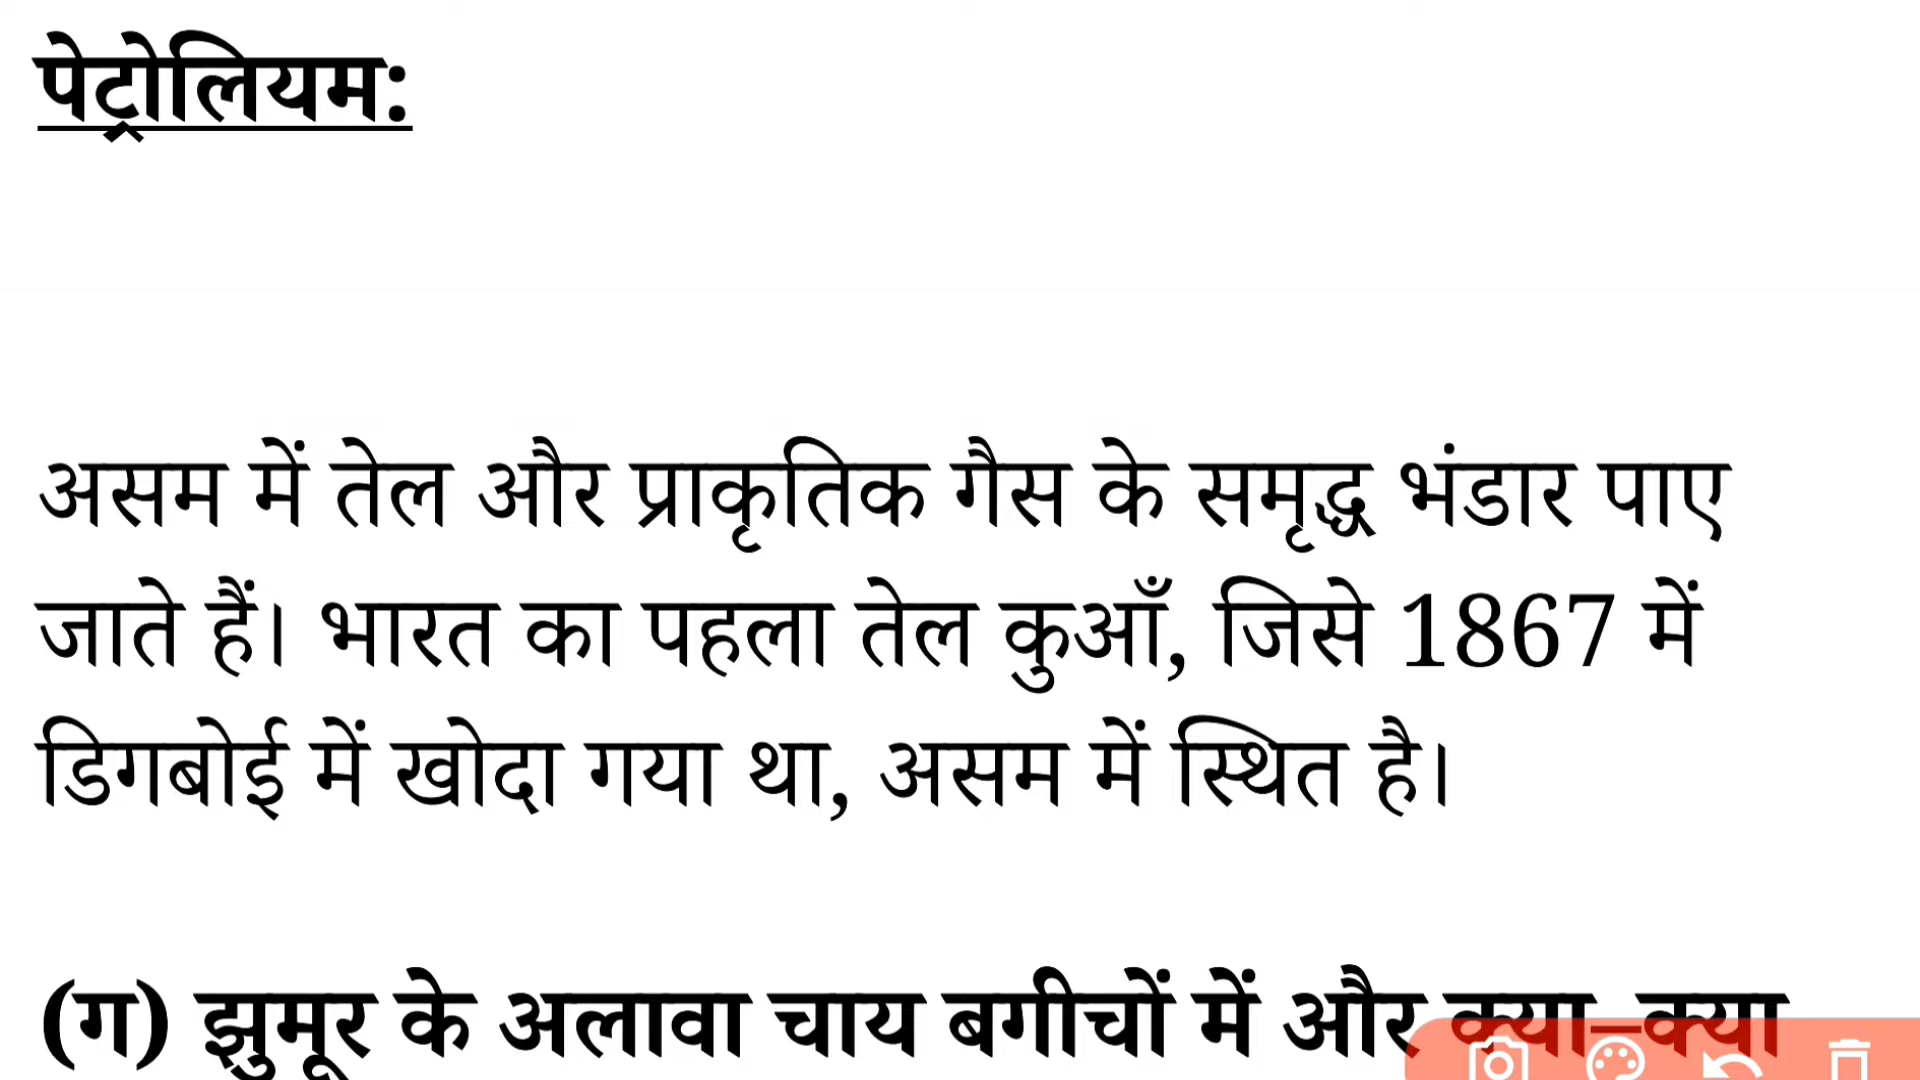 पेट्रोलियम:
असम में तेल और प्राकृतिक गैस के समृद्ध भंडार पाए
जाते हैं। भारत का पहला तेल कुआँ, जिसे 1867 में
डिगबोई में खोदा गया था, असम में स्थित है।
(ग) झुमूर के अलावा चाय बगीचों में और क्या–क्या